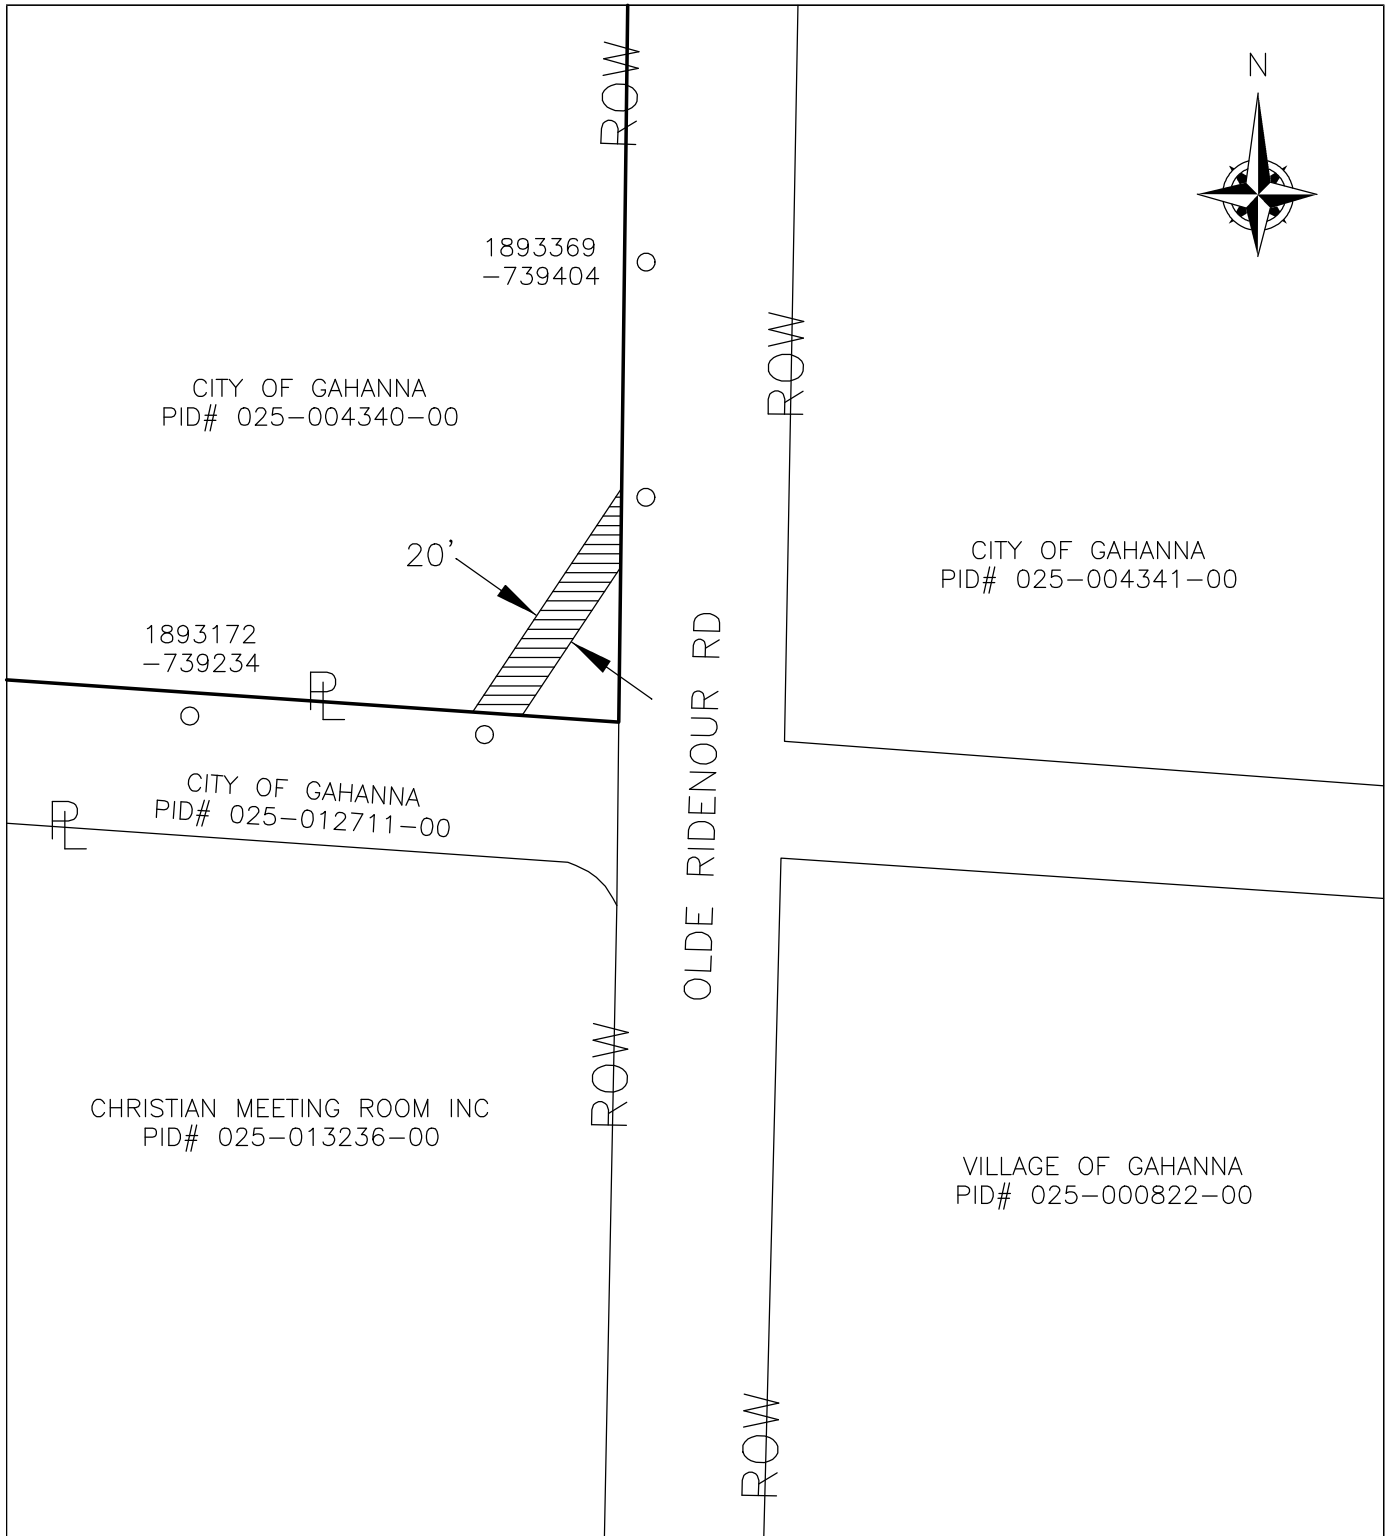 N
ROW
1893369
-739404
ROW
CITY OF GAHANNA
PID# 025-004340-00
CITY OF GAHANNA
PID# 025-004341-00
20'
1893172
-739234
PL
OLDE RIDENOUR RD
CITY OF GAHANNA
PID# 025-012711-00
PL
ROW
CHRISTIAN MEETING ROOM INC
PID# 025-013236-00
VILLAGE OF GAHANNA
PID# 025-000822-00
ROW